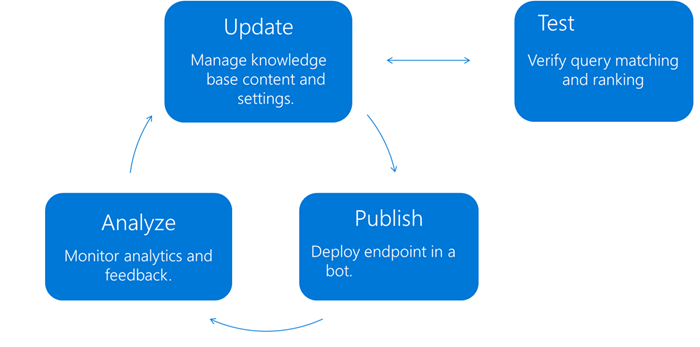 Update
Manage knowledge
base content and
settings.
Test
Verify query matching
and ranking
Analyze
Monitor analytics and
feedback.
Publish
Deploy endpoint in a
bot.